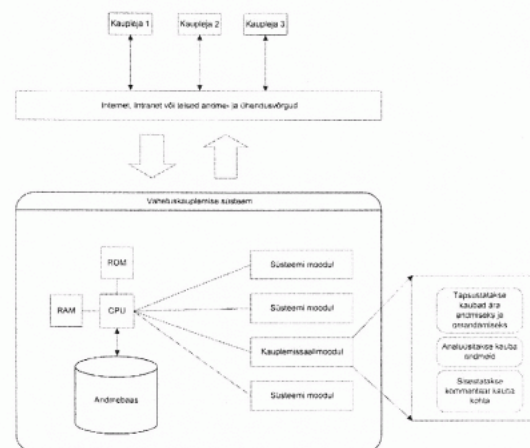 Kaupleja 1
Kaupleja 2
Kaupleja 3
Internet, Intranet või teised andme- ja ühendusvõrgud
Vahetuskauplemise süsteem
ROM
RAM
CPU
Andmebaas
Süsteemi moodul
Süsteemi moodul
Kauplemissaalimoodul
Süsteemi moodul
Täpsustatakse
kaubad ära
andmiseks ja
omandamiseks
Analüüsitakse kauba
andmeid
Sisestatakse
kommentaar kauba
kohta